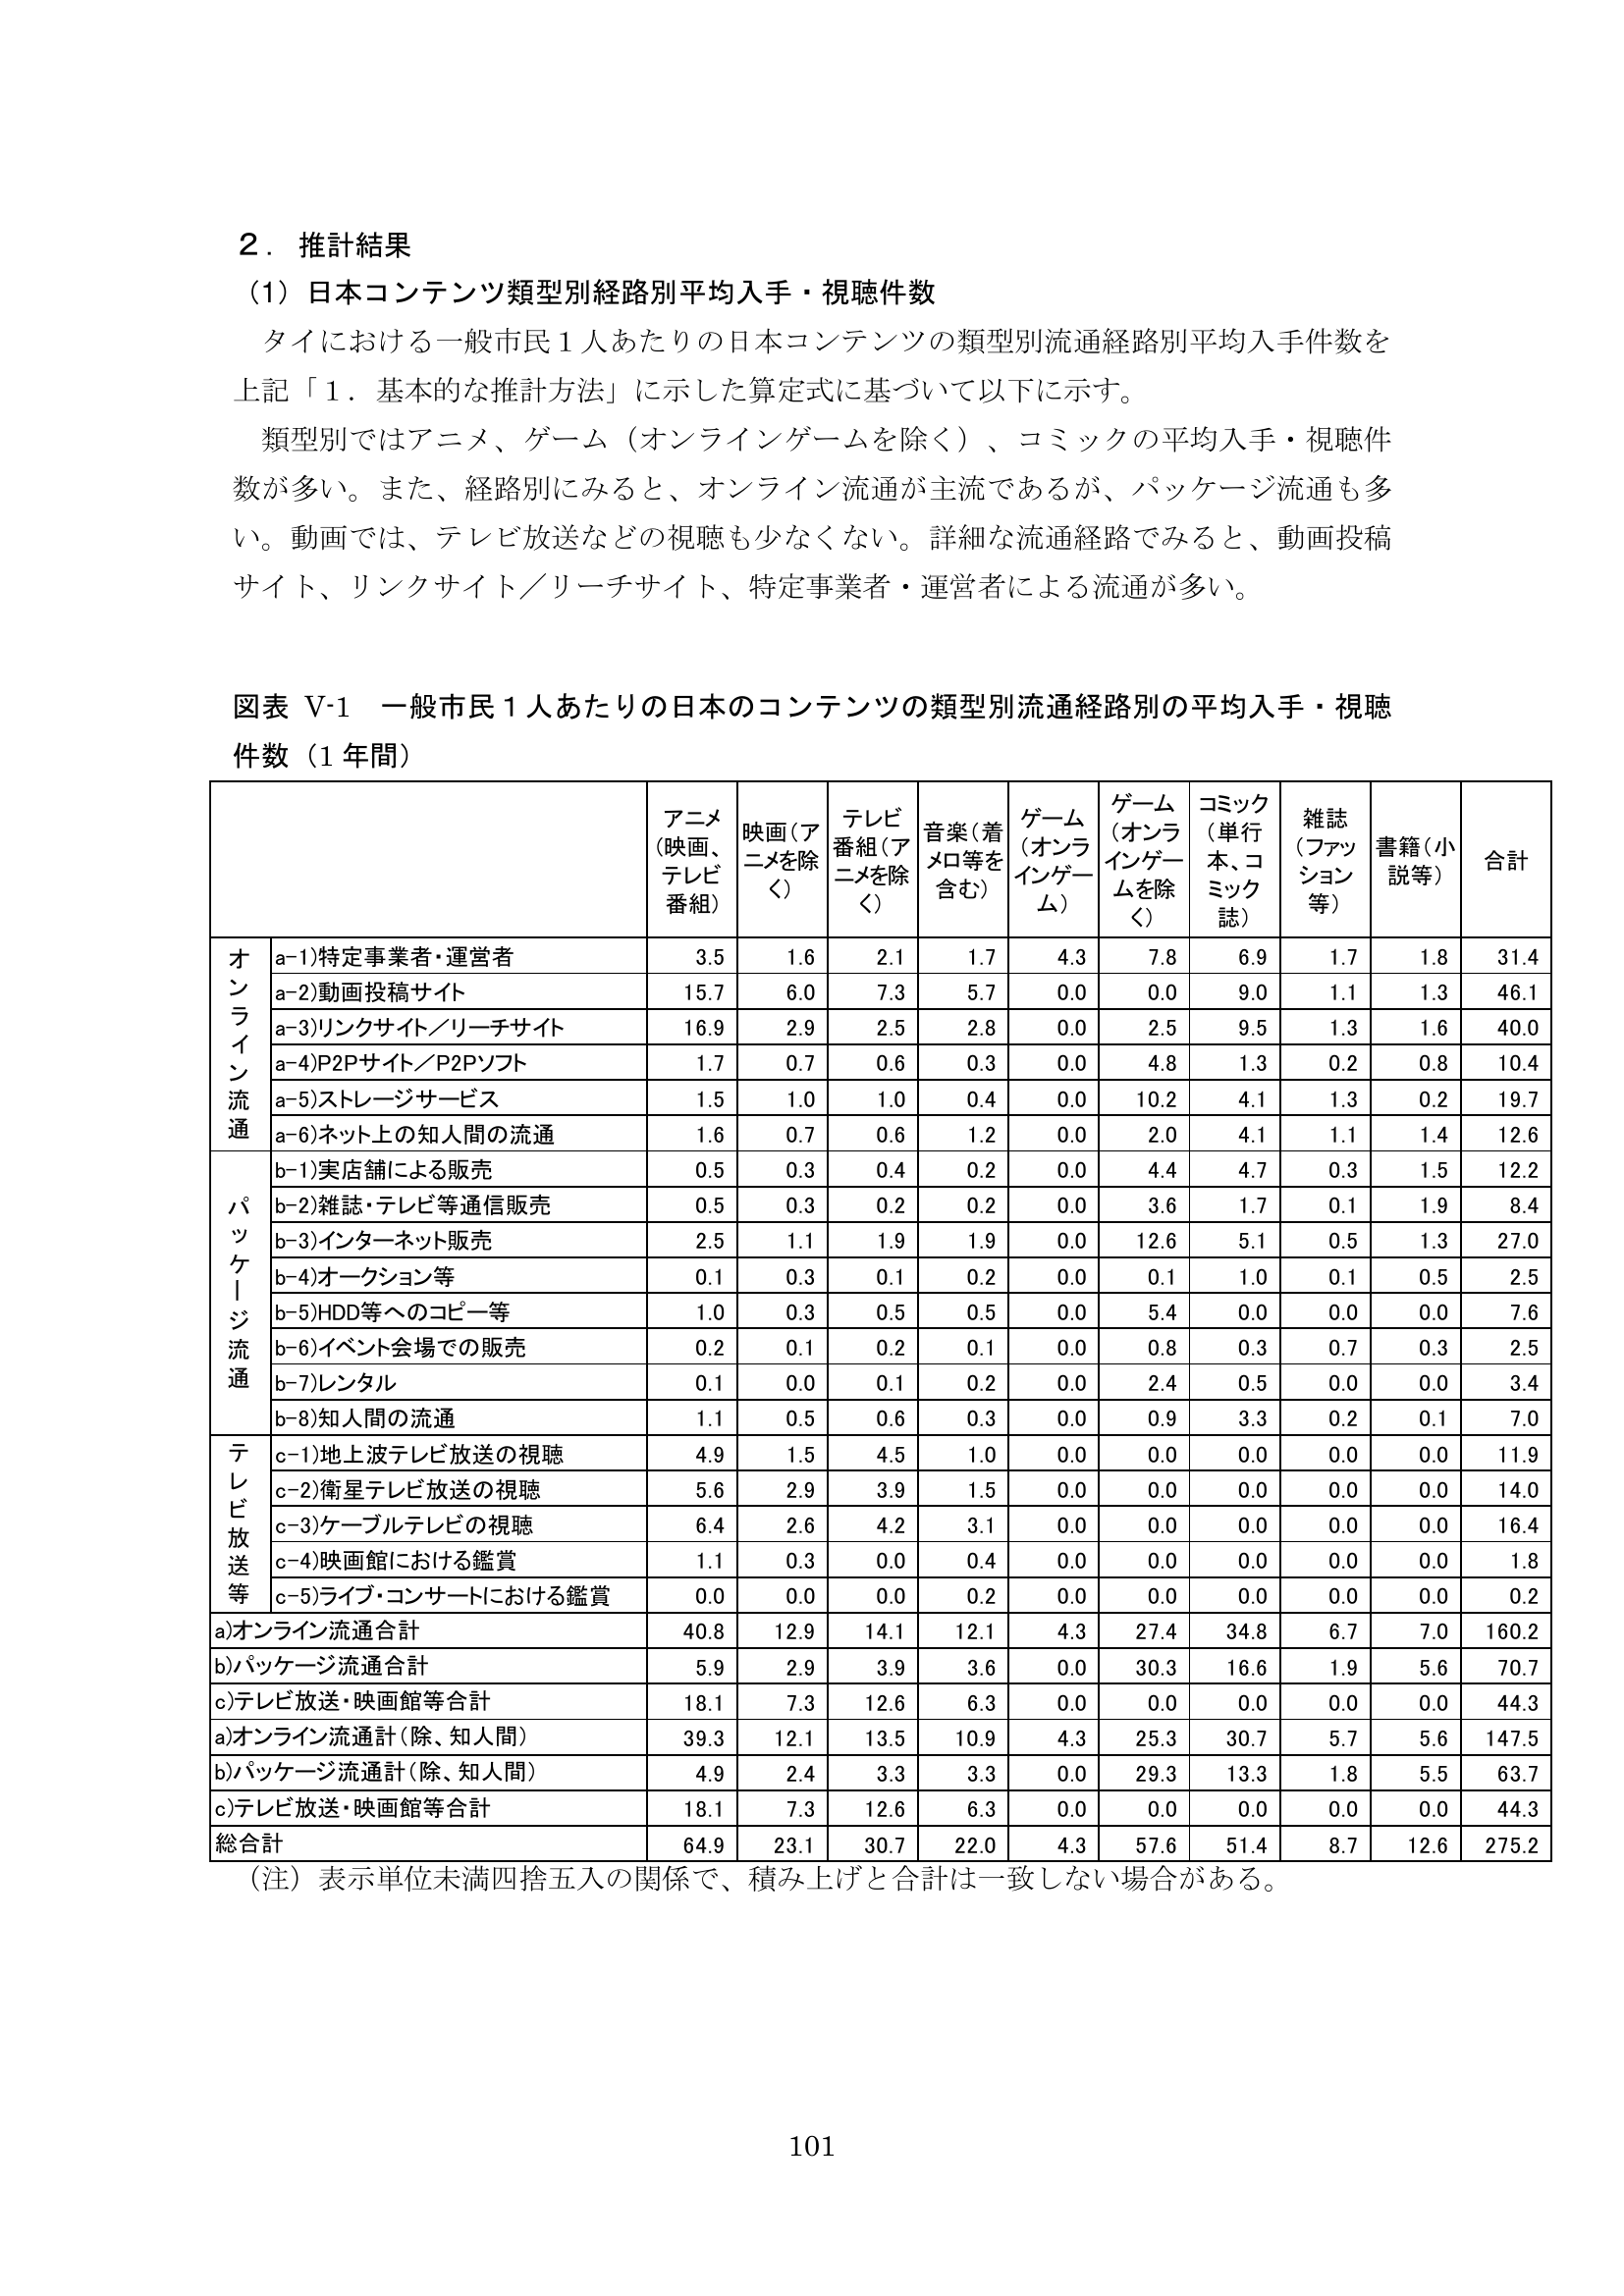 ２． 推計結果
（1）日本コンテンツ類型別経路別平均入手・視聴件数
タイにおける一般市民１人あたりの日本コンテンツの類型別流通経路別平均入手件数を
上記「１．基本的な推計方法」に示した算定式に基づいて以下に示す。
類型別ではアニメ、ゲーム（オンラインゲームを除く）、コミックの平均入手・視聴件
数が多い。また、経路別にみると、オンライン流通が主流であるが、パッケージ流通も多
い。動画では、テレビ放送などの視聴も少なくない。詳細な流通経路でみると、動画投稿
サイト、リンクサイト／リーチサイト、特定事業者・運営者による流通が多い。
図表 V-1　一般市民１人あたりの日本のコンテンツの類型別流通経路別の平均入手・視聴
件数（1 年間）
アニメ（映画、テレビ番組） 映画（アニメを除く） テレビ番組（アニメを除く） 音楽（着メロ等を含む） ゲーム（オンラインゲーム） ゲーム（オンラインゲームを除く） コミック（単行本、コミック誌） 雑誌（ファッション等） 書籍（小説等） 合計
オンライン流通
a-1)特定事業者・運営者 3.5 1.6 2.1 1.7 4.3 7.8 6.9 1.7 1.8 31.4
a-2)動画投稿サイト 15.7 6.0 7.3 5.7 0.0 0.0 9.0 1.1 1.3 46.1
a-3)リンクサイト／リーチサイト 16.9 2.9 2.5 2.8 0.0 2.5 9.5 1.3 1.6 40.0
a-4)P2Pサイト／P2Pソフト 1.7 0.7 0.6 0.3 0.0 4.8 1.3 0.2 0.8 10.4
a-5)ストレージサービス 1.5 1.0 1.0 0.4 0.0 10.2 4.1 1.3 0.2 19.7
a-6)ネット上の知人間の流通 1.6 0.7 0.6 1.2 0.0 2.0 4.1 1.1 1.4 12.6
パッケージ流通
b-1)実店舗による販売 0.5 0.3 0.4 0.2 0.0 4.4 4.7 0.3 1.5 12.2
b-2)雑誌・テレビ等通信販売 0.5 0.3 0.2 0.2 0.0 3.6 1.7 0.1 1.9 8.4
b-3)インターネット販売 2.5 1.1 1.9 1.9 0.0 12.6 5.1 0.5 1.3 27.0
b-4)オークション等 0.1 0.3 0.1 0.2 0.0 0.1 1.0 0.1 0.5 2.5
b-5)HDD等へのコピー等 1.0 0.3 0.5 0.5 0.0 5.4 0.0 0.0 0.0 7.6
b-6)イベント会場での販売 0.2 0.1 0.2 0.1 0.0 0.8 0.3 0.7 0.3 2.5
b-7)レンタル 0.1 0.0 0.1 0.2 0.0 2.4 0.5 0.0 0.0 3.4
b-8)知人間の流通 1.1 0.5 0.6 0.3 0.0 0.9 3.3 0.2 0.1 7.0
テレビ放送等
c-1)地上波テレビ放送の視聴 4.9 1.5 4.5 1.0 0.0 0.0 0.0 0.0 0.0 11.9
c-2)衛星テレビ放送の視聴 5.6 2.9 3.9 1.5 0.0 0.0 0.0 0.0 0.0 14.0
c-3)ケーブルテレビの視聴 6.4 2.6 4.2 3.1 0.0 0.0 0.0 0.0 0.0 16.4
c-4)映画館における鑑賞 1.1 0.3 0.0 0.4 0.0 0.0 0.0 0.0 0.0 1.8
c-5)ライブ・コンサートにおける鑑賞 0.0 0.0 0.0 0.2 0.0 0.0 0.0 0.0 0.0 0.2
a)オンライン流通合計 40.8 12.9 14.1 12.1 4.3 27.4 34.8 6.7 7.0 160.2
b)パッケージ流通合計 5.9 2.9 3.9 3.6 0.0 30.3 16.6 1.9 5.6 70.7
c)テレビ放送・映画館等合計 18.1 7.3 12.6 6.3 0.0 0.0 0.0 0.0 0.0 44.3
a)オンライン流通計（除、知人間） 39.3 12.1 13.5 10.9 4.3 25.3 30.7 5.7 5.6 147.5
b)パッケージ流通計（除、知人間） 4.9 2.4 3.3 3.3 0.0 29.3 13.3 1.8 5.5 63.7
c)テレビ放送・映画館等合計 18.1 7.3 12.6 6.3 0.0 0.0 0.0 0.0 0.0 44.3
総合計 64.9 23.1 30.7 22.0 4.3 57.6 51.4 8.7 12.6 275.2
（注）表示単位未満四捨五入の関係で、積み上げと合計は一致しない場合がある。
101